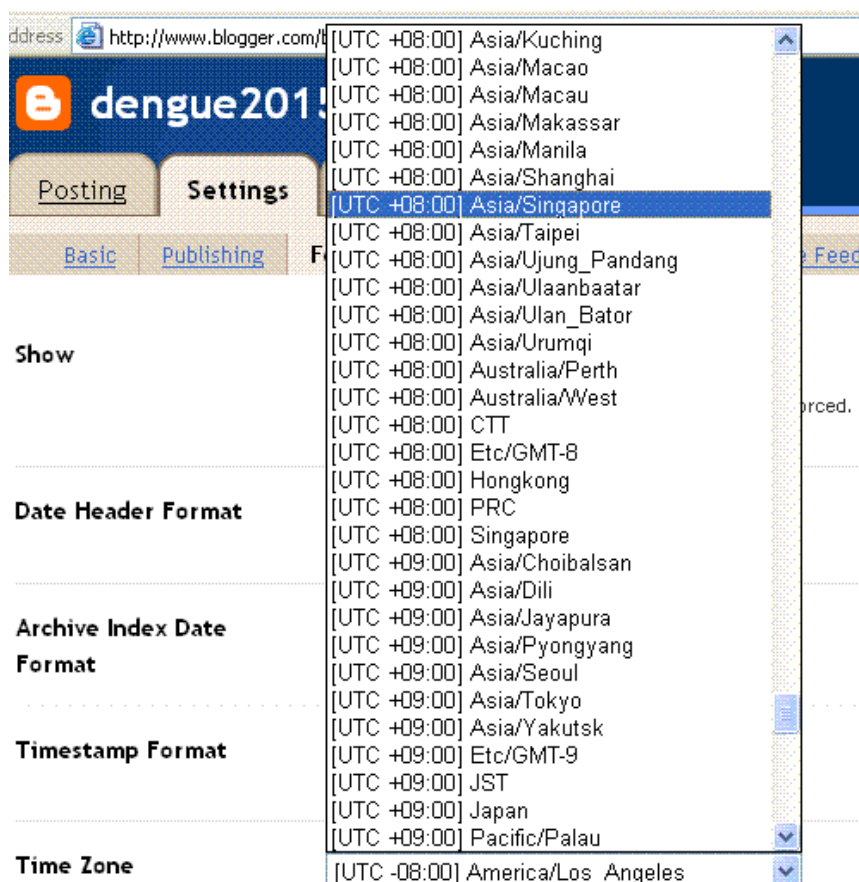 ddress http://www.blogger.com/
dengue201
Posting Settings
Basic Publishing Feed
Show
orced.
Date Header Format
Archive Index Date
Format
Timestamp Format
Time Zone
[UTC +08:00] Asia/Kuching
[UTC +08:00] Asia/Macao
[UTC +08:00] Asia/Macau
[UTC +08:00] Asia/Makassar
[UTC +08:00] Asia/Manila
[UTC +08:00] Asia/Shanghai
[UTC +08:00] Asia/Singapore
[UTC +08:00] Asia/Taipei
[UTC +08:00] Asia/Ujung_Pandang
[UTC +08:00] Asia/Ulaanbaatar
[UTC +08:00] Asia/Ulan_Bator
[UTC +08:00] Asia/Urumqi
[UTC +08:00] Australia/Perth
[UTC +08:00] Australia/West
[UTC +08:00] CTT
[UTC +08:00] Etc/GMT-8
[UTC +08:00] Hongkong
[UTC +08:00] PRC
[UTC +08:00] Singapore
[UTC +09:00] Asia/Choibalsan
[UTC +09:00] Asia/Dili
[UTC +09:00] Asia/Jayapura
[UTC +09:00] Asia/Pyongyang
[UTC +09:00] Asia/Seoul
[UTC +09:00] Asia/Tokyo
[UTC +09:00] Asia/Yakutsk
[UTC +09:00] Etc/GMT-9
[UTC +09:00] JST
[UTC +09:00] Japan
[UTC +09:00] Pacific/Palau
[UTC -08:00] America/Los_Angeles